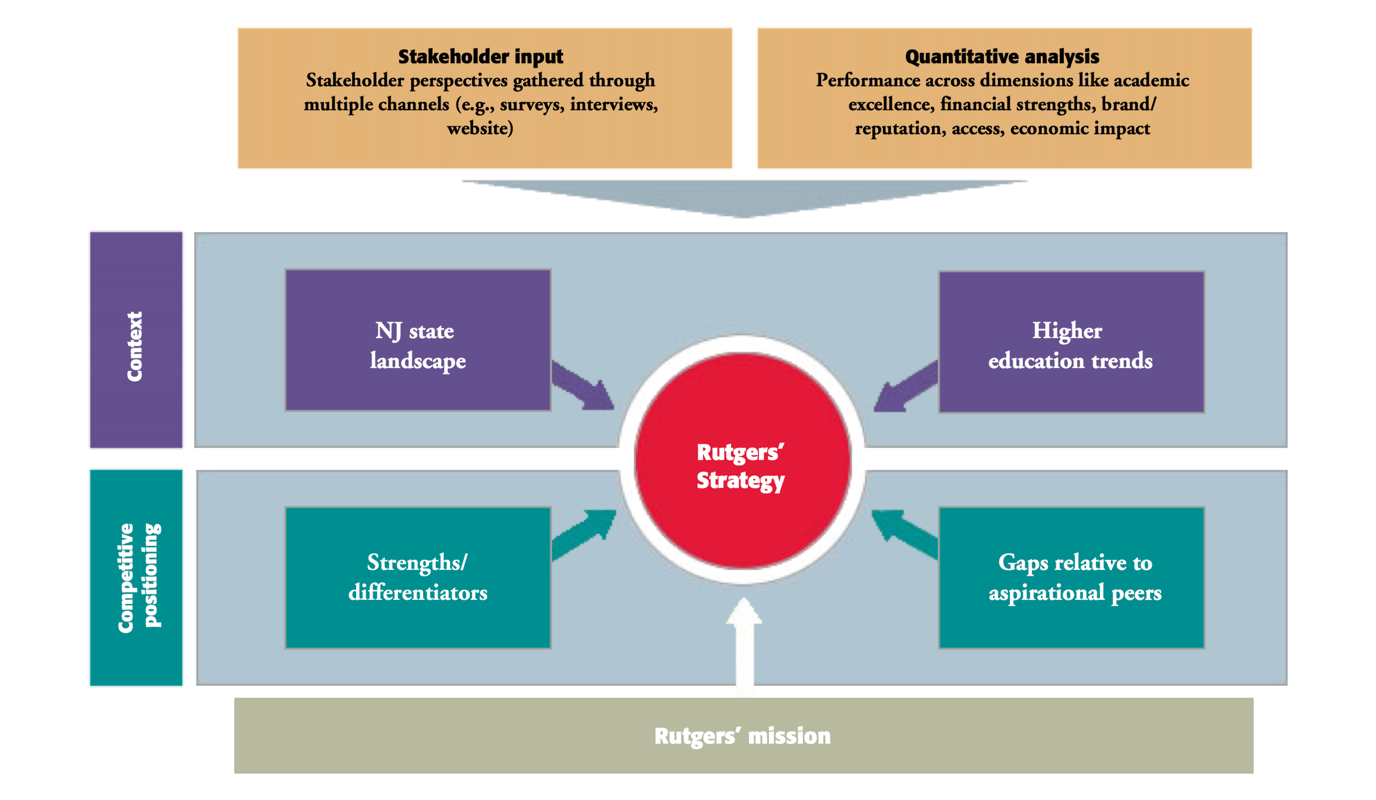 Stakeholder input
Stakeholder perspectives gathered through
multiple channels (e.g., surveys, interviews,
website)
Quantitative analysis
Performance across dimensions like academic
excellence, financial strengths, brand/
reputation, access, economic impact
Context
NJ state
landscape
Higher
education trends
Rutgers’
Strategy
Competitive
positioning
Strengths/
differentiators
Gaps relative to
aspirational peers
Rutgers’ mission